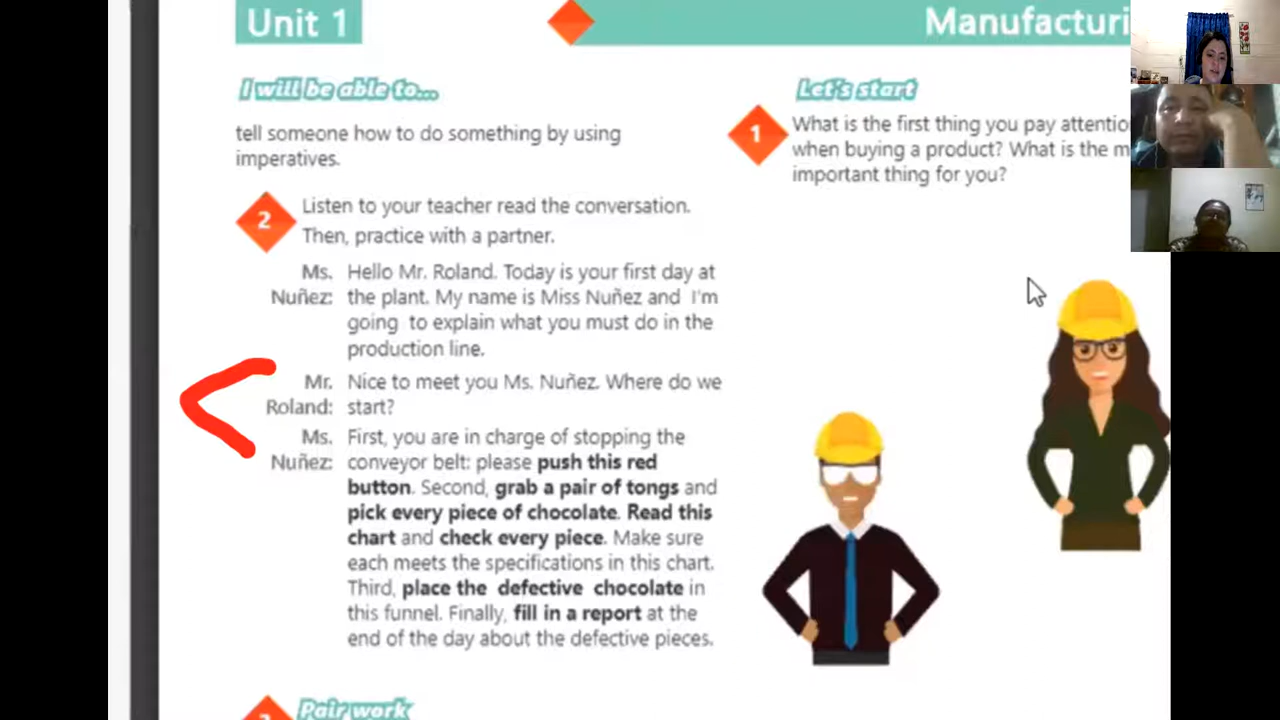 Unit 1
Manufacturi
I will be able to...
tell someone how to do something by using
imperatives.
Let's start
1
What is the first thing you pay attentio
when buying a product? What is the m
important thing for you?
2
Listen to your teacher read the conversation.
Then, practice with a partner.
Ms. Hello Mr. Roland. Today is your first day at
Nuñez: the plant. My name is Miss Nuñez and I'm
going to explain what you must do in the
production line.
Mr. Nice to meet you Ms. Nuñez. Where do we
Roland: start?
Ms. First, you are in charge of stopping the
Nuñez: conveyor belt: please push this red
button. Second, grab a pair of tongs and
pick every piece of chocolate. Read this
chart and check every piece. Make sure
each meets the specifications in this chart.
Third, place the defective chocolate in
this funnel. Finally, fill in a report at the
end of the day about the defective pieces.
3
Pair work